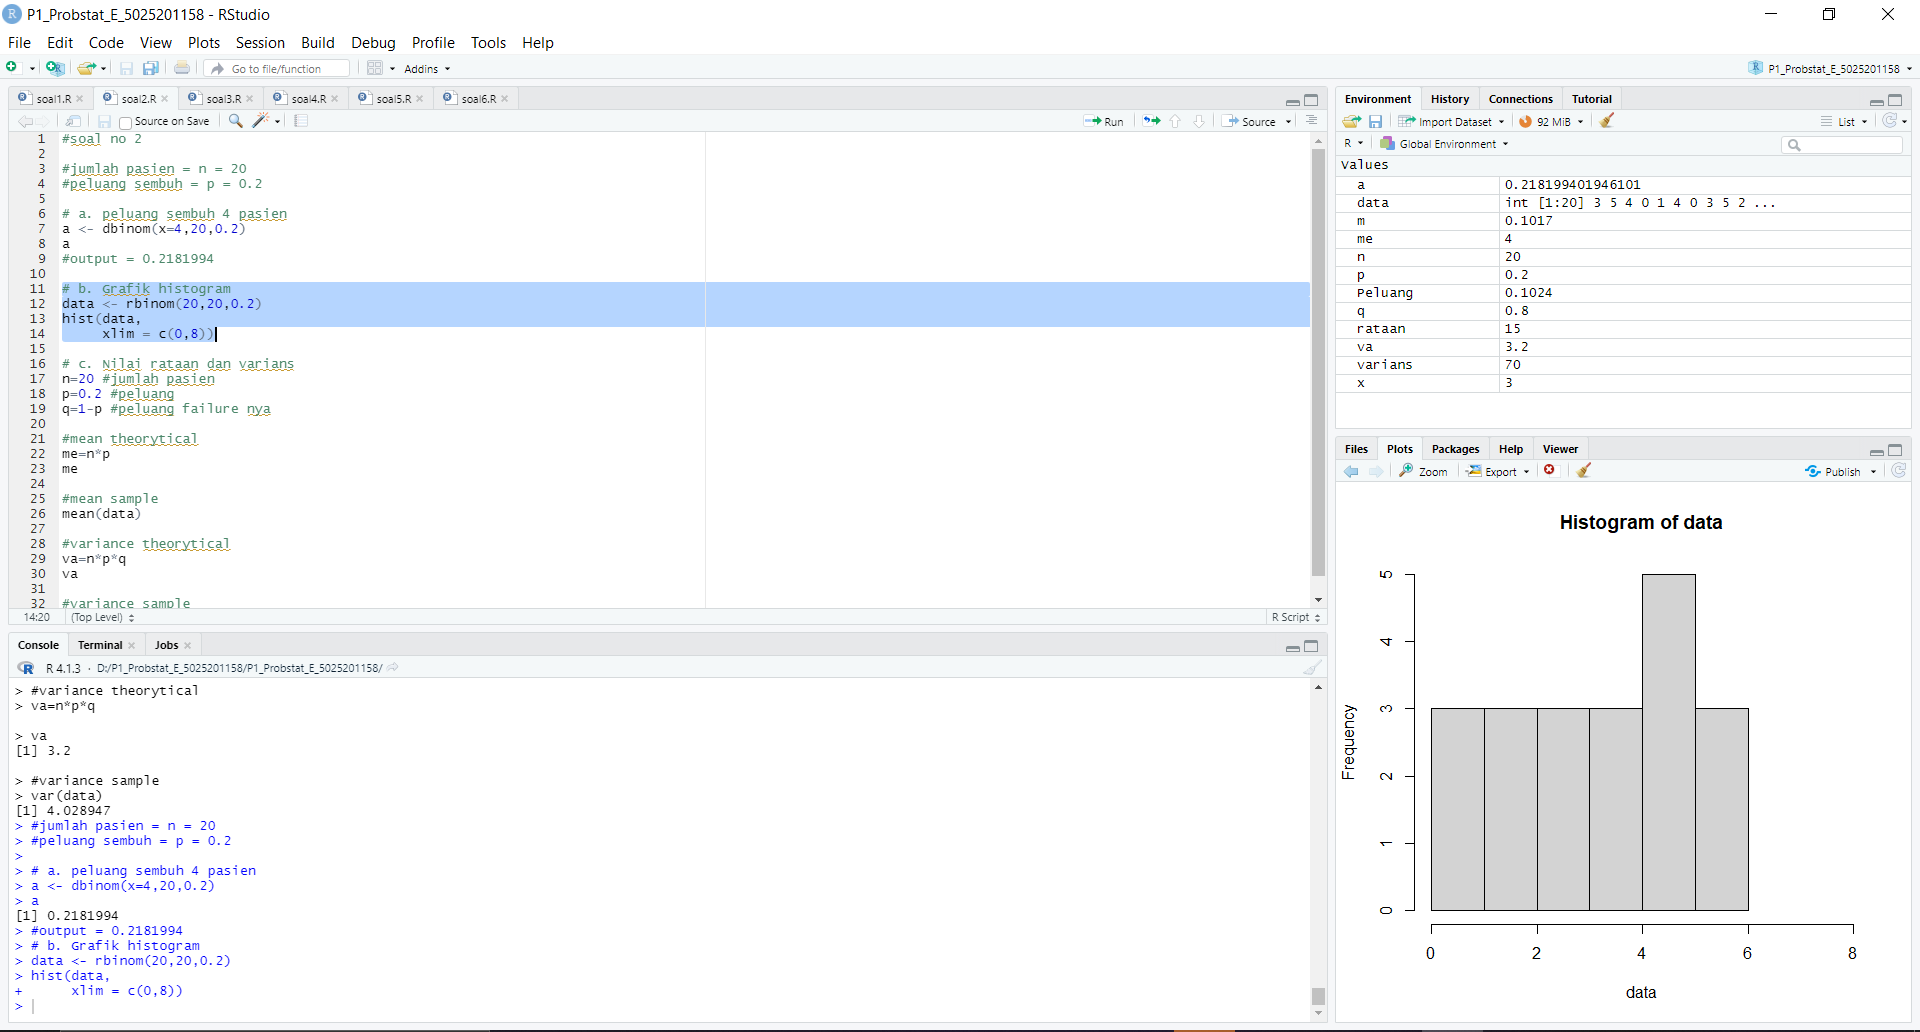 P1_Probstat_E_5025201158 - RStudio
File Edit Code View Plots Session Build Debug Profile Tools Help
Go to file/function Addins P1_Probstat_E_5025201158
soal1.R soal2.R soal3.R soal4.R soal5.R soal6.R
Source on Save Run Source
1 #soal no 2
2
3 #jumlah pasien = n = 20
4 #peluang sembuh = p = 0.2
5
6 # a. peluang sembuh 4 pasien
7 a <- dbinom(x=4,20,0.2)
8 a
9 #output = 0.2181994
10
11 # b. Grafik histogram
12 data <- rbinom(20,20,0.2)
13 hist(data,
14 xlim = c(0,8))
15
16 # c. Nilai rataan dan varians
17 n=20 #jumlah pasien
18 p=0.2 #peluang
19 q=1-p #peluang failure nya
20
21 #mean theorytical
22 me=n*p
23 me
24
25 #mean sample
26 mean(data)
27
28 #variance theorytical
29 va=n*p*q
30 va
31
32 #variance sample
14:20 (Top Level) R Script
Console Terminal Jobs
R 4.1.3 · D:/P1_Probstat_E_5025201158/P1_Probstat_E_5025201158/
> #variance theorytical
> va=n*p*q
> va
[1] 3.2
> #variance sample
> var(data)
[1] 4.028947
> #jumlah pasien = n = 20
> #peluang sembuh = p = 0.2
>
> # a. peluang sembuh 4 pasien
> a <- dbinom(x=4,20,0.2)
> a
[1] 0.2181994
> #output = 0.2181994
> # b. Grafik histogram
> data <- rbinom(20,20,0.2)
> hist(data,
+ xlim = c(0,8))
>
Environment History Connections Tutorial
Import Dataset 92 MiB List
R Global Environment
Values
a 0.218199401946101
data int [1:20] 3 5 4 0 1 4 0 3 5 2 ...
m 0.1017
me 4
n 20
p 0.2
Peluang 0.1024
q 0.8
rataan 15
va 3.2
varians 70
x 3
Files Plots Packages Help Viewer
Zoom Export Publish
Histogram of data
Frequency
5
4
3
2
1
0
0 2 4 6 8
data